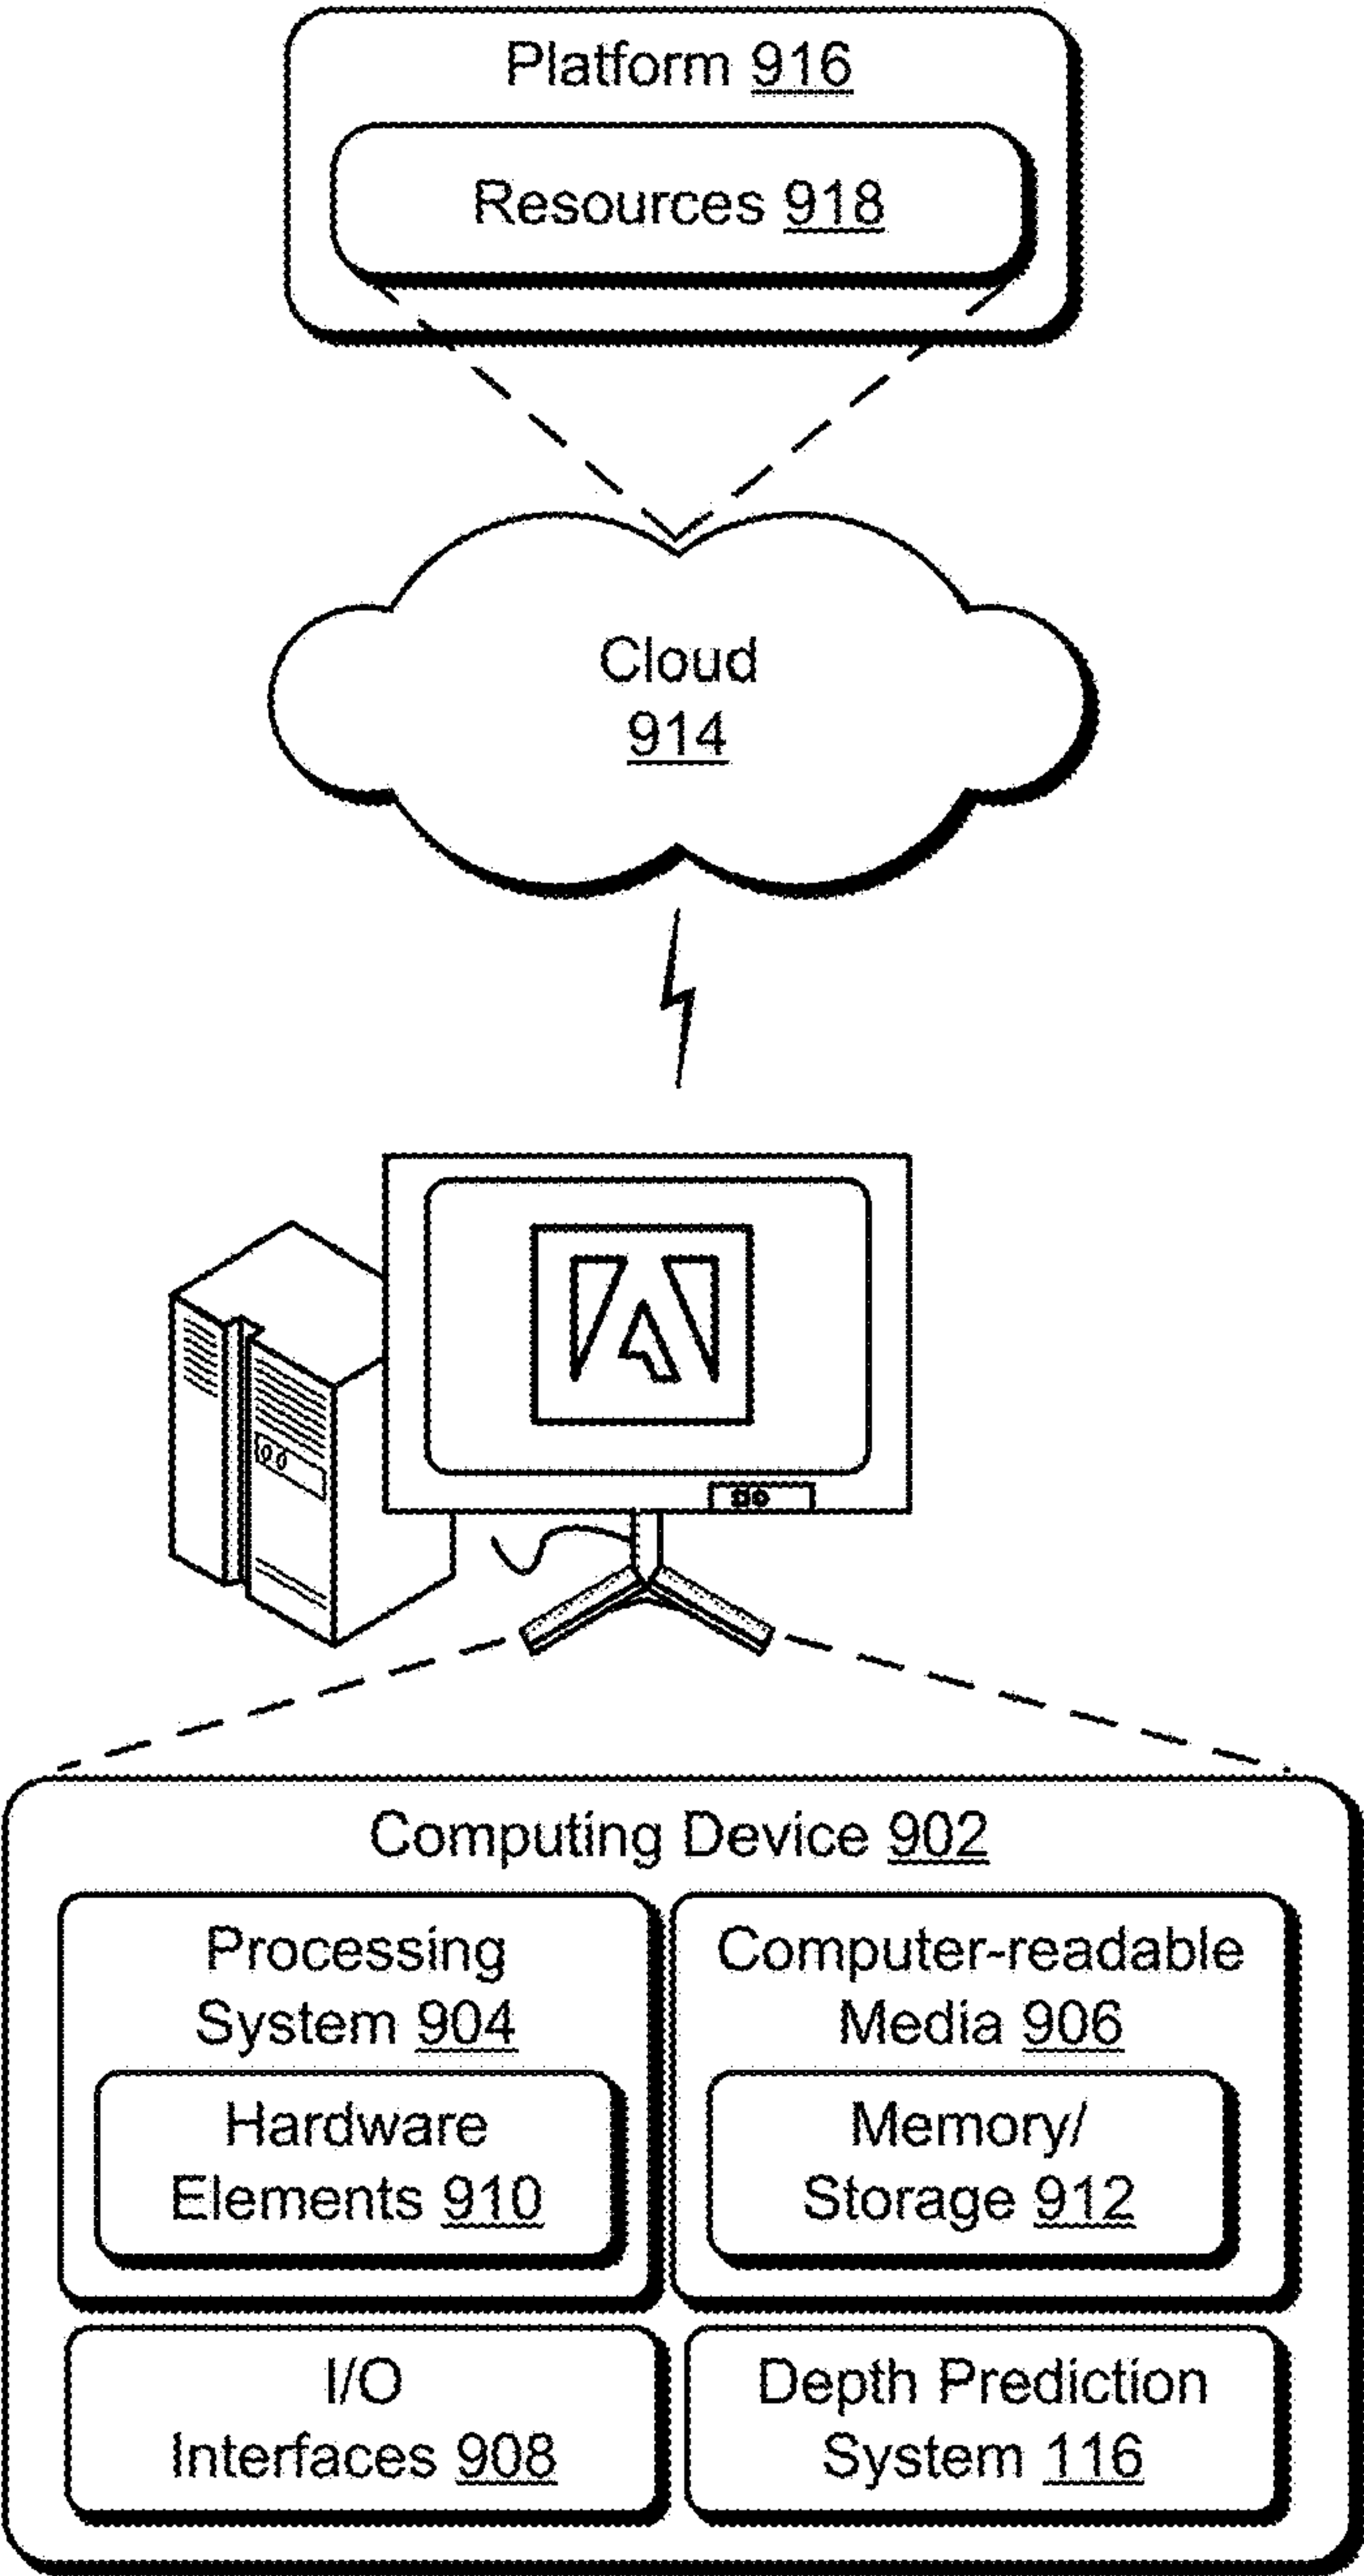 Platform 916
Resources 918
Cloud
914
Computing Device 902
Processing
System 904
Hardware
Elements 910
Computer-readable
Media 906
Memory/
Storage 912
I/O
Interfaces 908
Depth Prediction
System 116